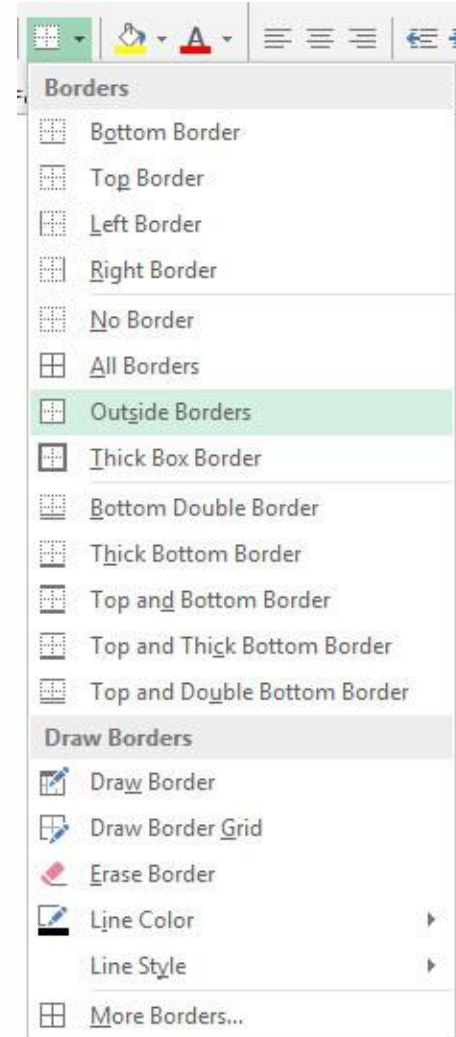 A
Borders
Bottom Border
Top Border
Left Border
Right Border
No Border
All Borders
Outside Borders
Thick Box Border
Bottom Double Border
Thick Bottom Border
Top and Bottom Border
Top and Thick Bottom Border
Top and Double Bottom Border
Draw Borders
Draw Border
Draw Border Grid
Erase Border
Line Color
Line Style
More Borders...